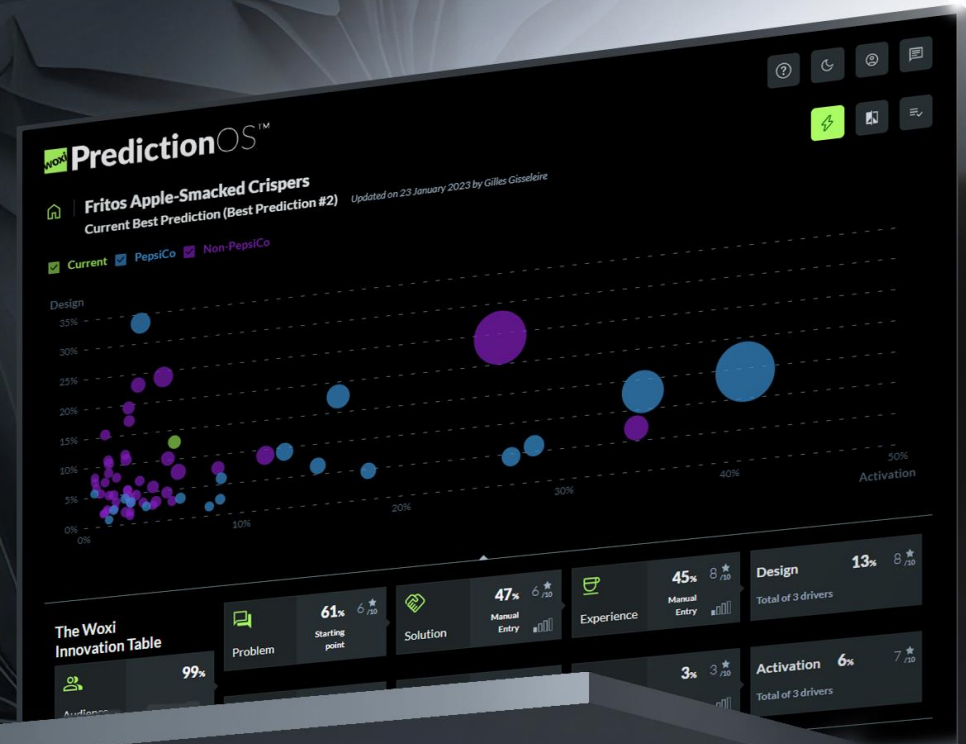 woxi PredictionOS™
Fritos Apple-Smacked Crispers
Current Best Prediction (Best Prediction #2) Updated on 23 January 2023 by Gilles Gisseleire
Current PepsiCo Non-PepsiCo
Design
35%
30%
25%
20%
15%
10%
5%
0%
0% 10% 20% 30% 40% 50%
Activation
The Woxi
Innovation Table
99%
Audience
Problem
61% 6/10
Starting
point
Solution
47% 6/10
Manual
Entry
Experience
45% 8/10
Manual
Entry
Design 13% 8/10
Total of 3 drivers
3% 3/10
Activation 6% 7/10
Total of 3 drivers